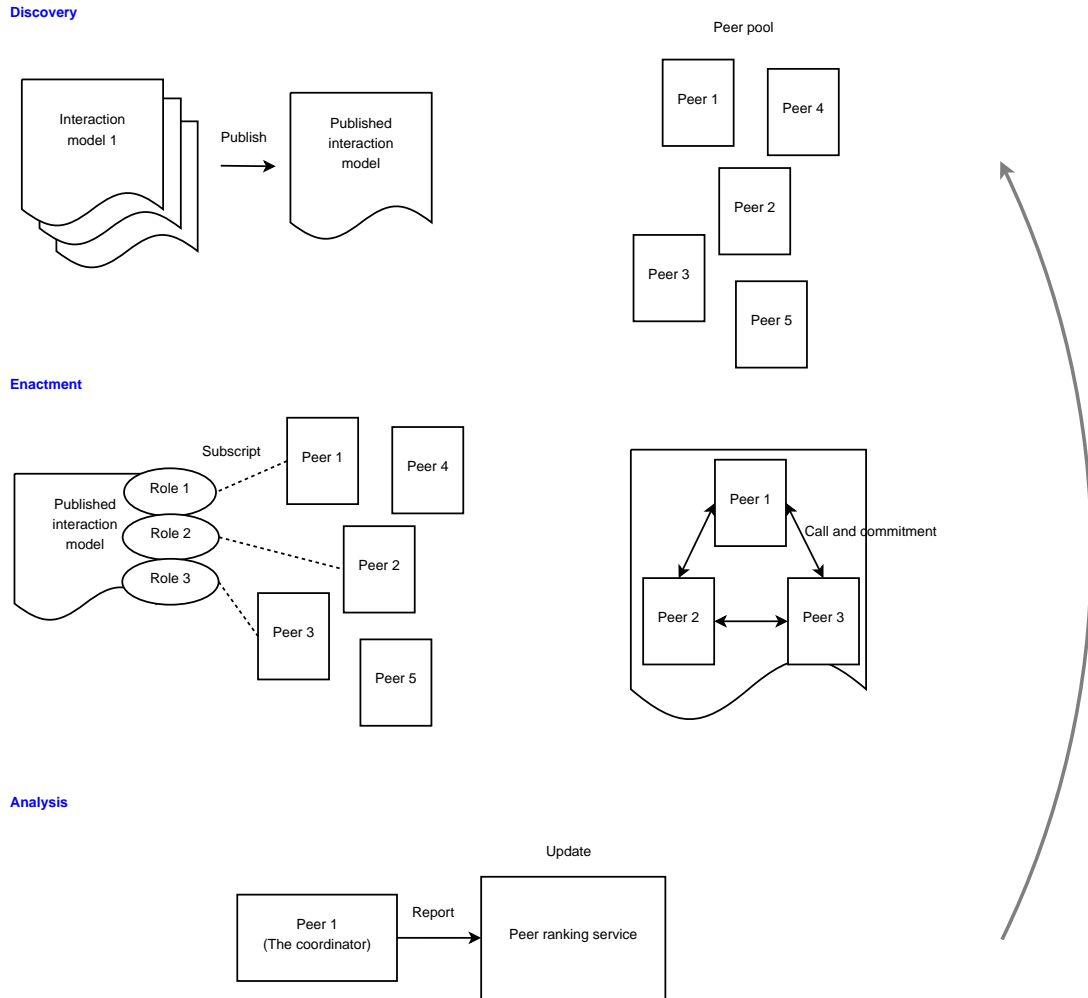 Discovery
Peer pool
Interaction
model 1
Publish
Published
interaction
model
Peer 1
Peer 4
Peer 2
Peer 3
Peer 5
Enactment
Subscript
Published
interaction
model
Role 1
Role 2
Role 3
Peer 1
Peer 4
Peer 2
Peer 3
Peer 5
Peer 1
Call and commitment
Peer 2
Peer 3
Analysis
Update
Peer 1
(The coordinator)
Report
Peer ranking service